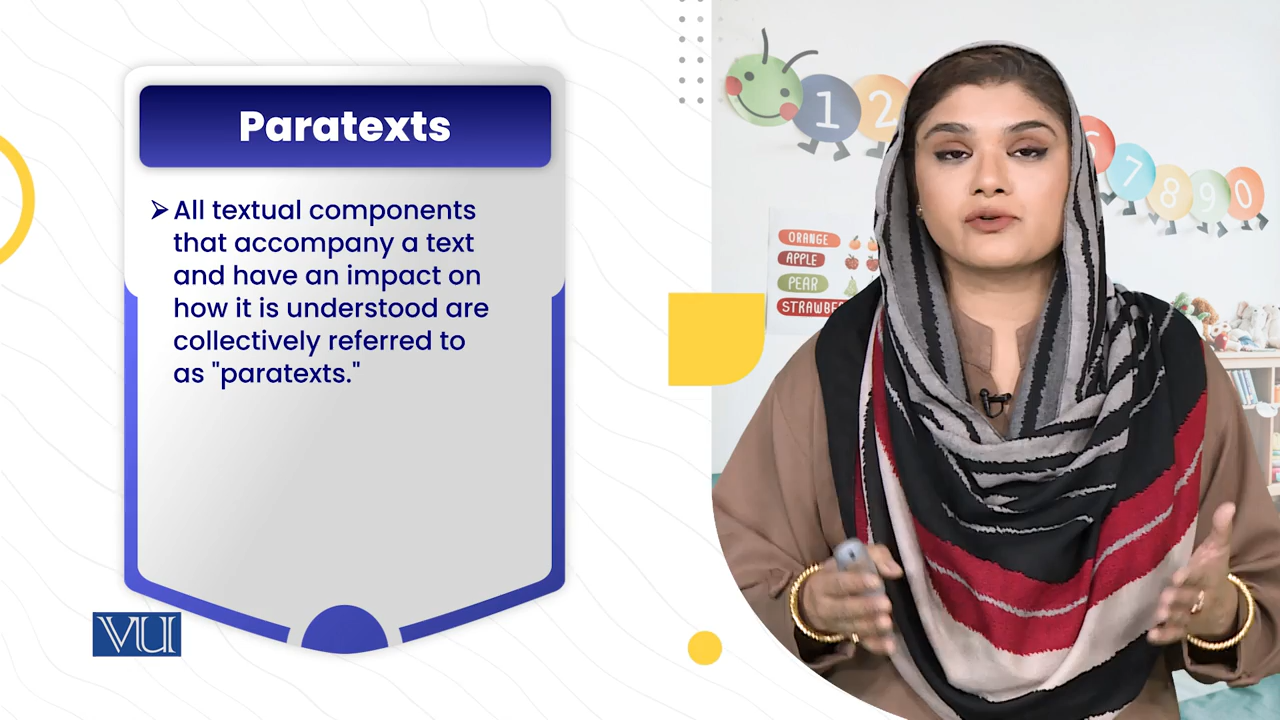 Paratexts
➢ All textual components
that accompany a text
and have an impact on
how it is understood are
collectively referred to
as "paratexts."
VU
1 2
6 7 8 9 0
ORANGE
APPLE
PEAR